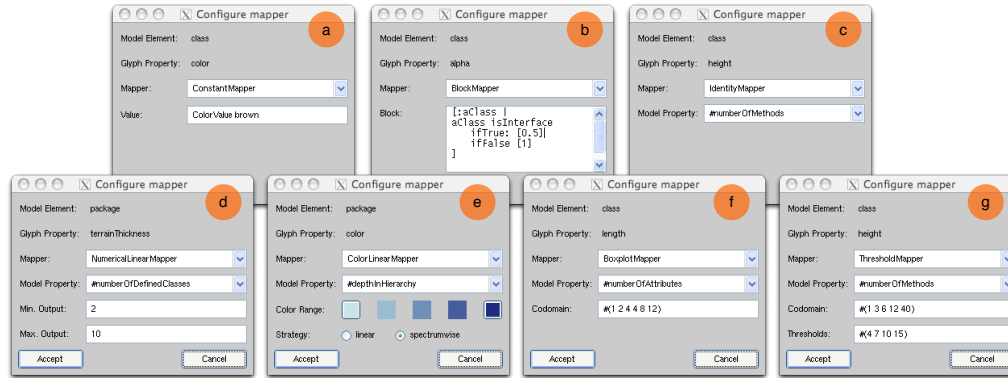 Configure mapper
a
Model Element: class
Glyph Property: color
Mapper: ConstantMapper
Value: ColorValue brown
Configure mapper
b
Model Element: class
Glyph Property: alpha
Mapper: BlockMapper
Block: [:aClass |
aClass isInterface
ifTrue: [0.5]
ifFalse [1]
]
Configure mapper
c
Model Element: class
Glyph Property: height
Mapper: IdentityMapper
Model Property: #numberOfMethods
Configure mapper
d
Model Element: package
Glyph Property: terrainThickness
Mapper: NumericalLinearMapper
Model Property: #numberOfDefinedClasses
Min. Output: 2
Max. Output: 10
Accept Cancel
Configure mapper
e
Model Element: package
Glyph Property: color
Mapper: ColorLinearMapper
Model Property: #depthInHierarchy
Color Range:
Strategy: linear spectrumwise
Accept Cancel
Configure mapper
f
Model Element: class
Glyph Property: length
Mapper: BoxplotMapper
Model Property: #numberOfAttributes
Codomain: #(1 2 4 4 8 12)
Accept Cancel
Configure mapper
g
Model Element: class
Glyph Property: height
Mapper: ThresholdMapper
Model Property: #numberOfMethods
Codomain: #(1 3 6 12 40)
Thresholds: #(4 7 10 15)
Accept Cancel